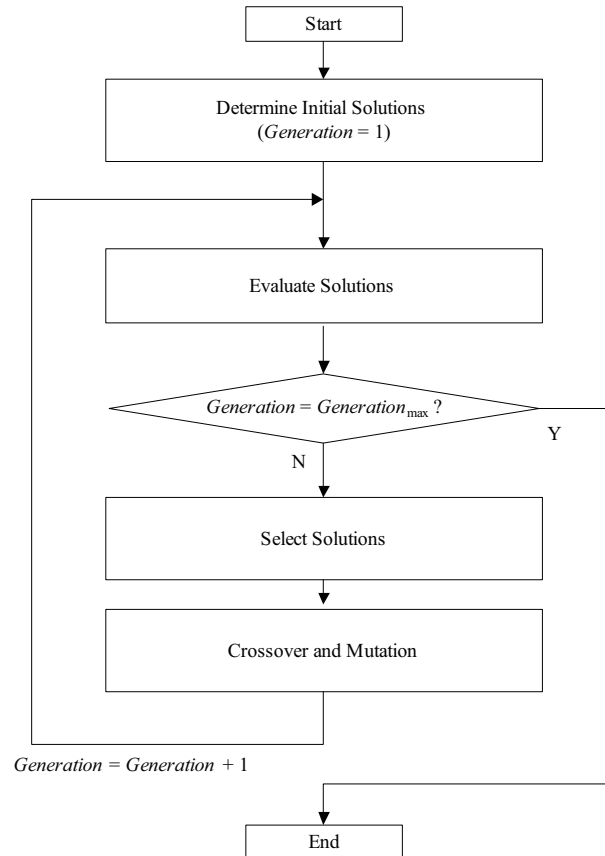 Start
Determine Initial Solutions
(Generation = 1)
Evaluate Solutions
Generation = Generationmax ?
Y
N
Select Solutions
Crossover and Mutation
Generation = Generation + 1
End